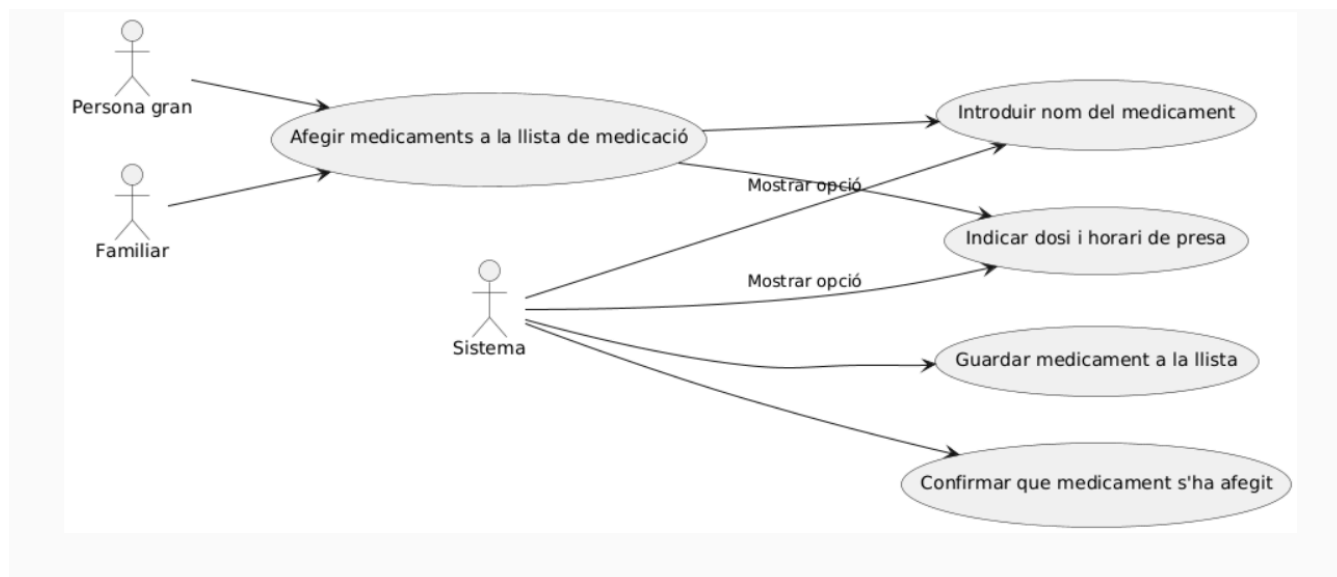 Persona gran
Familiar
Afegir medicaments a la llista de medicació
Sistema
Mostrar opció
Mostrar opció
Introduir nom del medicament
Indicar dosi i horari de presa
Guardar medicament a la llista
Confirmar que medicament s'ha afegit